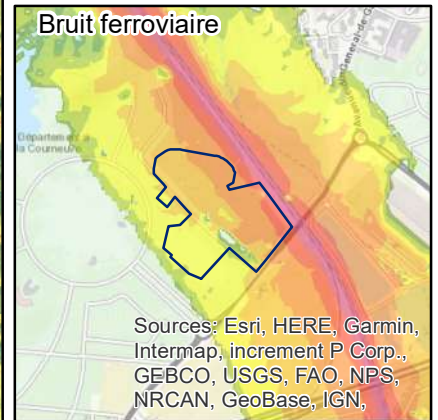 Bruit ferroviaire
Département
la Courneuve
Sources: Esri, HERE, Garmin,
Intermap, increment P Corp.,
GEBCO, USGS, FAO, NPS,
NRCAN, GeoBase, IGN,